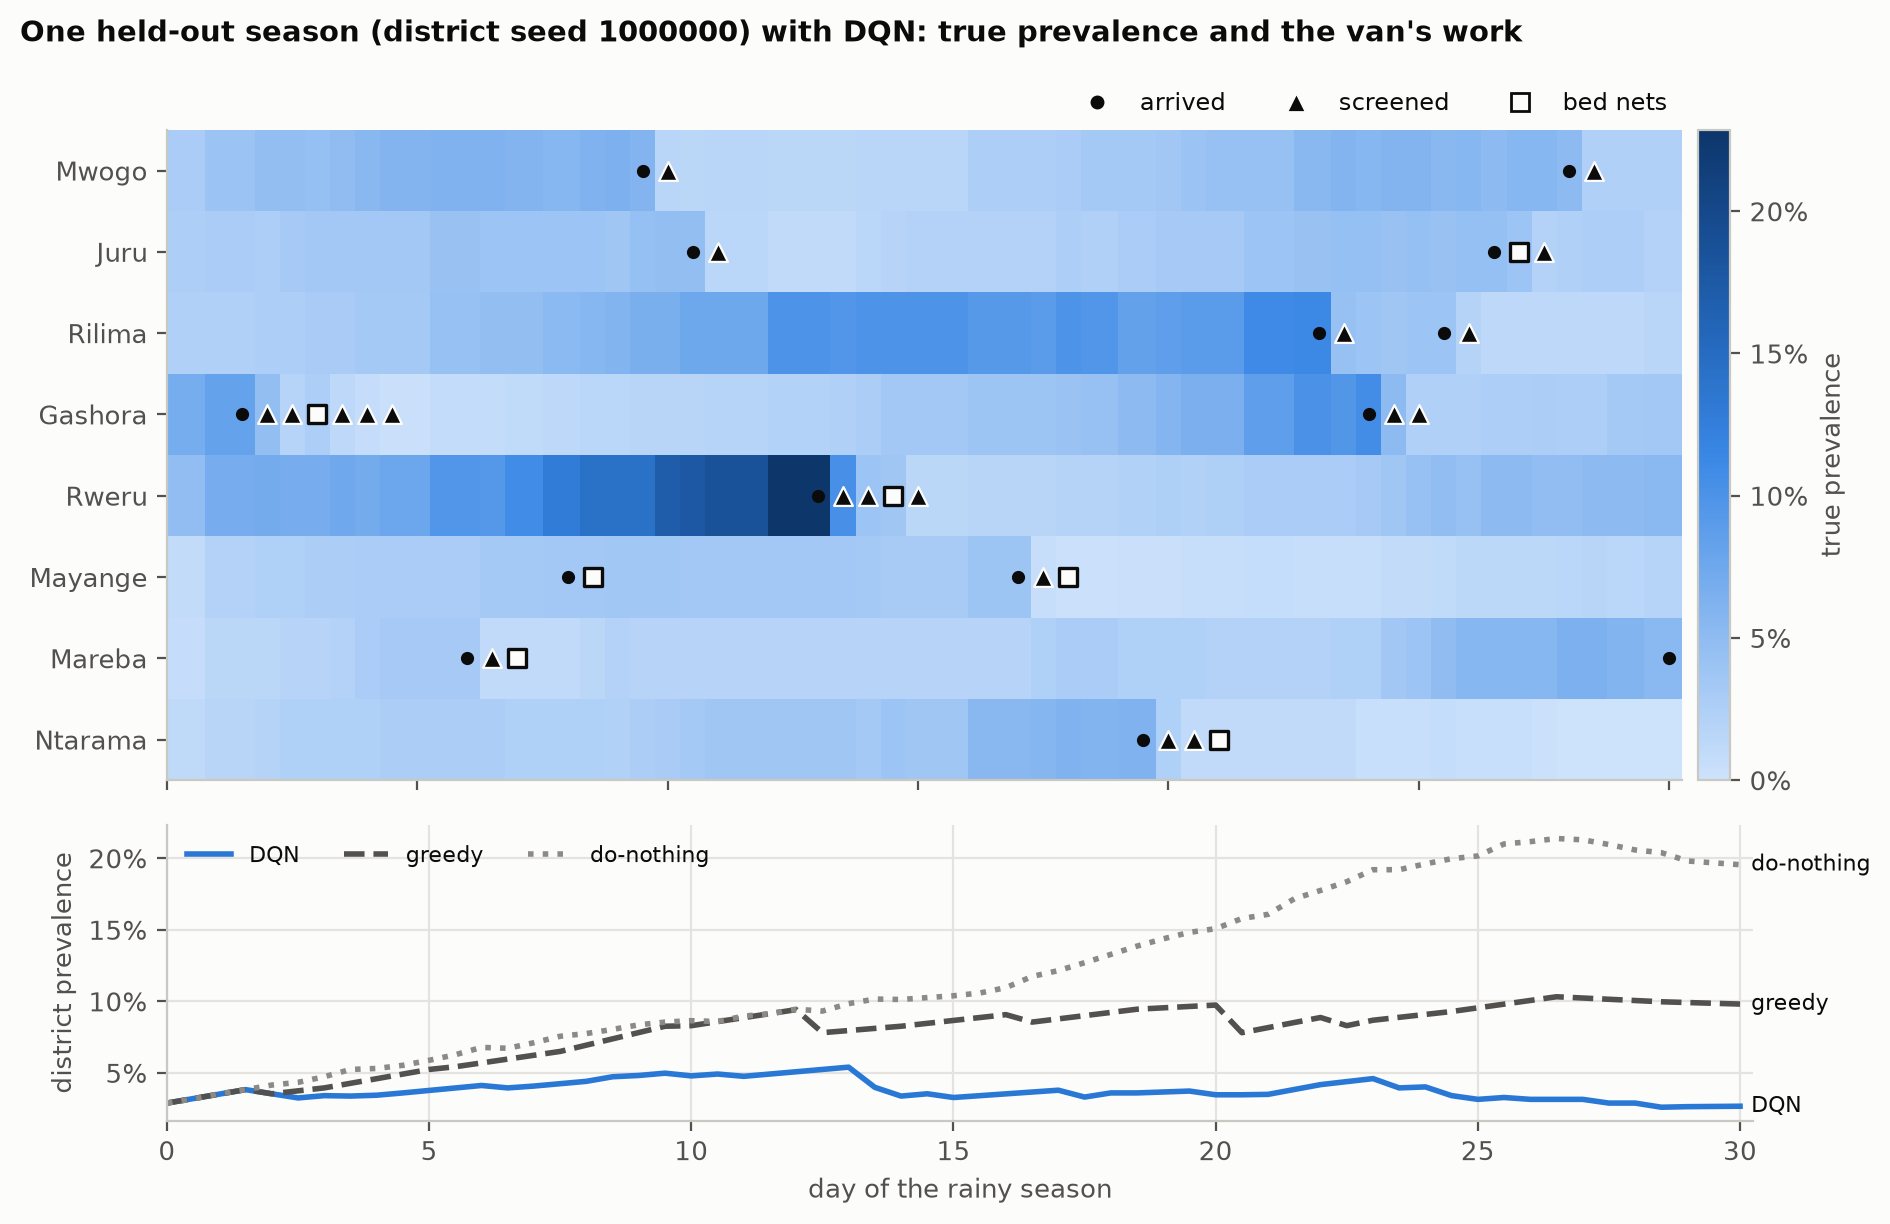 One held-out season (district seed 1000000) with DQN: true prevalence and the van's work
arrived screened bed nets
Mwogo
Juru
Rilima
Gashora
Rweru
Mayange
Mareba
Ntarama
20%
15%
10%
5%
0%
true prevalence
DQN greedy do-nothing
20%
15%
10%
5%
district prevalence
do-nothing
greedy
DQN
0 5 10 15 20 25 30
day of the rainy season